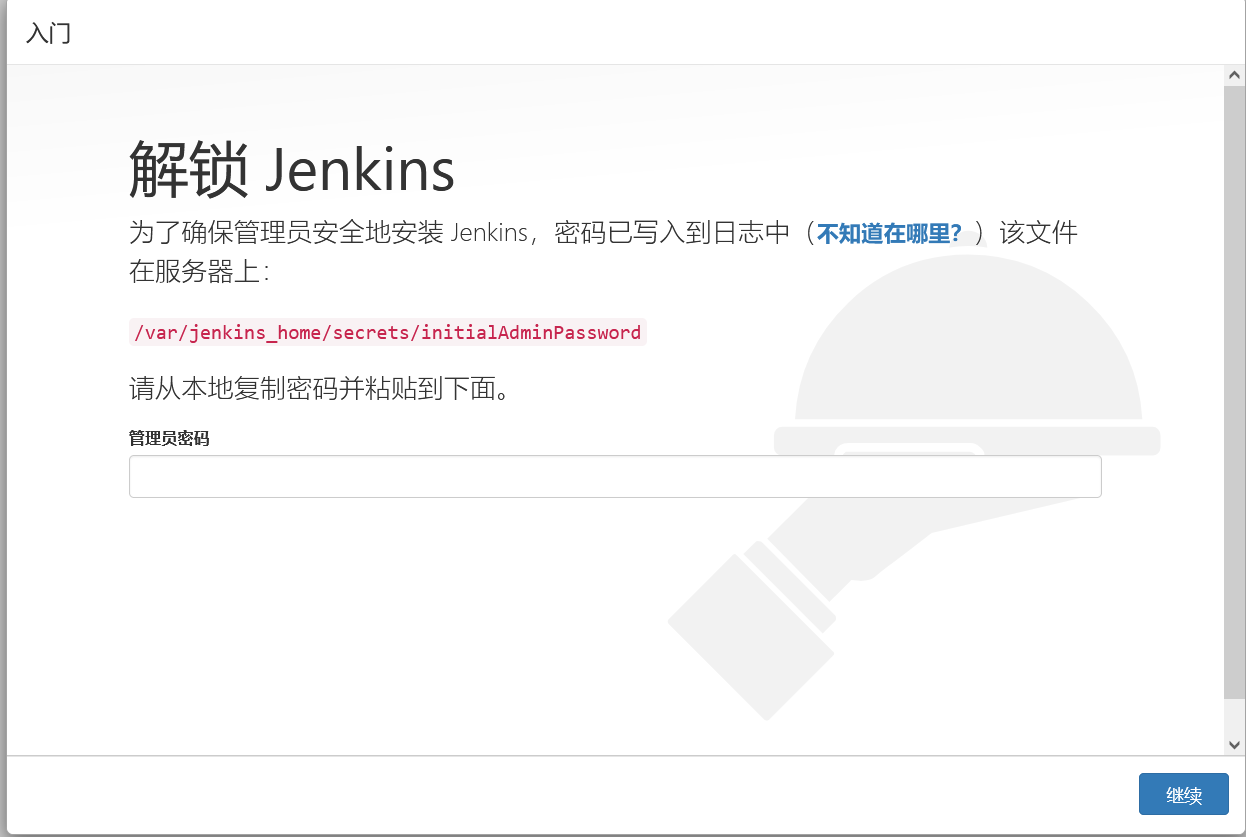 入门
解锁 Jenkins
为了确保管理员安全地安装 Jenkins，密码已写入到日志中（不知道在哪里？）该文件
在服务器上：
/var/jenkins_home/secrets/initialAdminPassword
请从本地复制密码并粘贴到下面。
管理员密码
继续